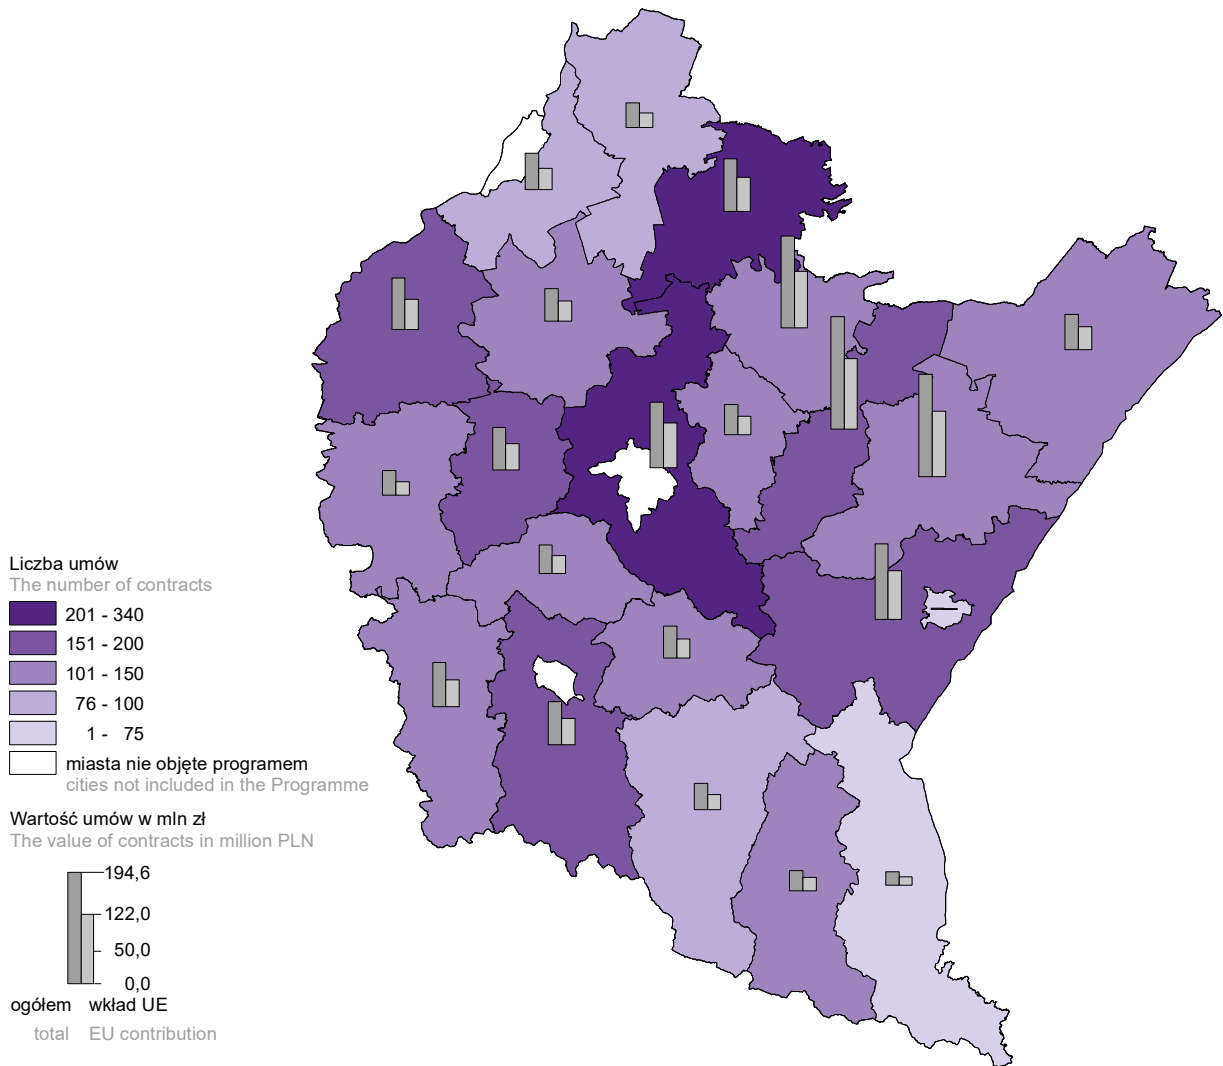 Liczba umów
The number of contracts
201 - 340
151 - 200
101 - 150
76 - 100
1 - 75
miasta nie objęte programem
cities not included in the Programme
Wartość umów w mln zł
The value of contracts in million PLN
194,6
122,0
50,0
0,0
ogółem wkład UE
total EU contribution